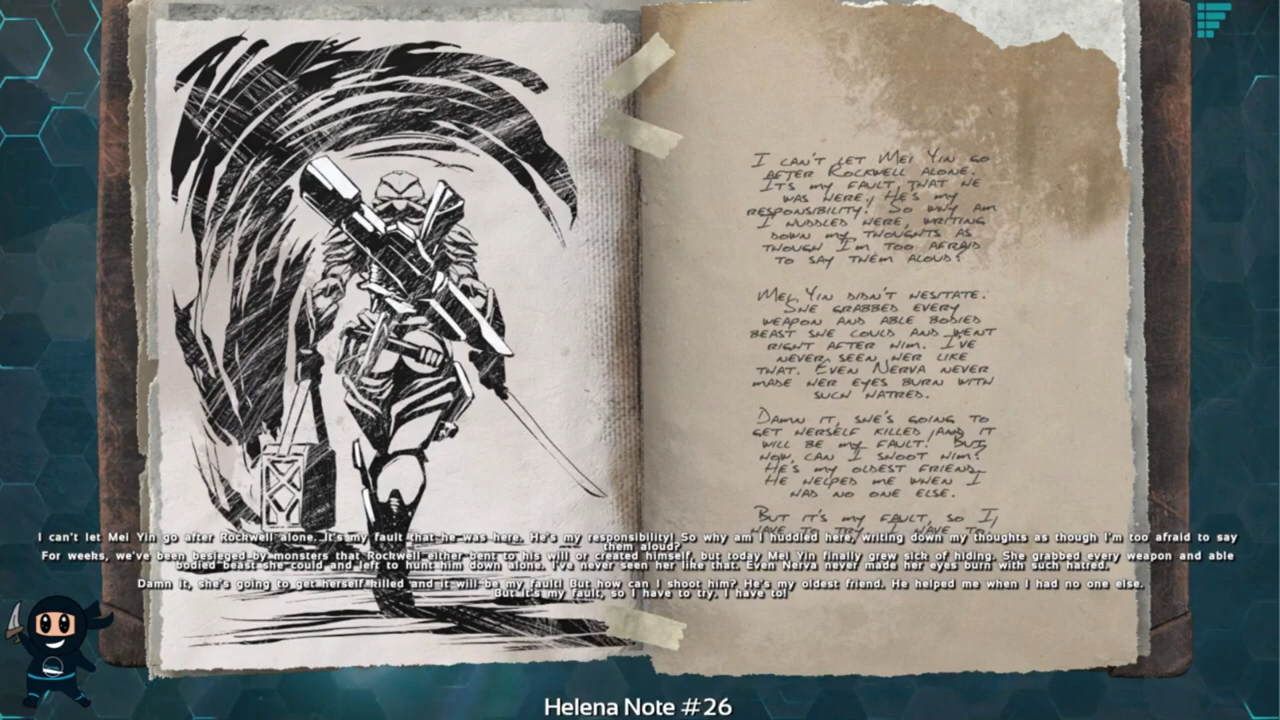 I CAN'T LET MEI YIN GO
AFTER ROCKWELL ALONE.
ITS MY FAULT THAT HE
WAS HERE, HE'S MY
RESPONSIBILITY! SO WHY AM
I HUDDLED HERE, WRITING
DOWN MY THOUGHTS AS
THOUGH I'M TOO AFRAID
TO SAY THEM ALOUD?
MEI YIN DIDN'T HESITATE.
SHE GRABBED EVERY
WEAPON AND ABLE BODIED
BEAST SHE COULD AND WENT
RIGHT AFTER HIM. I'VE
NEVER SEEN HER LIKE
THAT. EVEN NERVA NEVER
MADE HER EYES BURN WITH
SUCH HATRED.
DAMN IT, SHE'S GOING TO
GET HERSELF KILLED AND IT
WILL BE MY FAULT! BUT
HOW CAN I SHOOT HIM?
HE'S MY OLDEST FRIEND.
HE HELPED ME WHEN I
HAD NO ONE ELSE.
BUT IT'S MY FAULT, SO I
HAVE TO TRY. I HAVE TO!
I can't let Mei Yin go after Rockwell alone. It's my fault that he was here. He's my responsibility! So why am I huddled here, writing down my thoughts as though I'm too afraid to say
them aloud?
For weeks, we've been besieged by monsters that Rockwell either bent to his will or created himself, but today Mei Yin finally grew sick of hiding. She grabbed every weapon and able
bodied beast she could and left to hunt him down alone. I've never seen her like that. Even Nerva never made her eyes burn with such hatred.
Damn it, she's going to get herself killed and it will be my fault! But how can I shoot him? He's my oldest friend. He helped me when I had no one else.
But it's my fault, so I have to try. I have to!
Helena Note #26